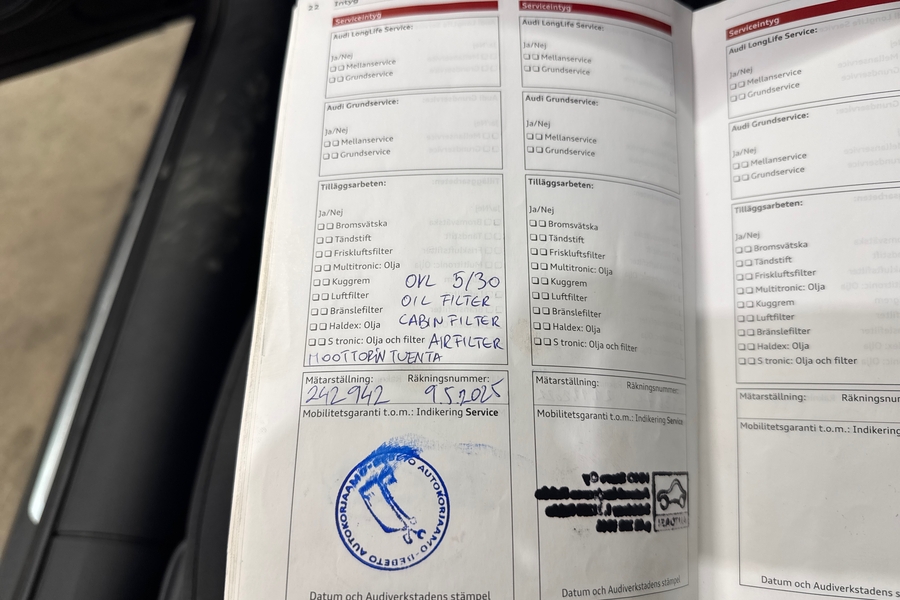 22 Intyg
Serviceintyg
Audi LongLife Service:
Ja/Nej
Mellanservice
Grundservice
Audi Grundservice:
Ja/Nej
Mellanservice
Grundservice
Tilläggsarbeten:
Ja/Nej
Bromsvätska
Tändstift
Friskluftsfilter
Multitronic: Olja
Kuggrem
Luftfilter
Bränslefilter
Haldex: Olja
S tronic: Olja och filter
5/30
OIL FILTER
CABIN FILTER
AIRFILTER
Mätarställning: Räkningsnummer:
242942 9.5.2025
Mobilitetsgaranti t.o.m.: Indikering Service
AUTOKORJAAMO-BEBETO AUTOKORJAAMO-BEBETO
Datum och Audiverkstadens stämpel
Serviceintyg
Audi LongLife Service:
Ja/Nej
Mellanservice
Grundservice
Audi Grundservice:
Ja/Nej
Mellanservice
Grundservice
Tilläggsarbeten:
Ja/Nej
Bromsvätska
Tändstift
Friskluftsfilter
Multitronic: Olja
Kuggrem
Luftfilter
Bränslefilter
Haldex: Olja
S tronic: Olja och filter
Mätarställning: Räkningsnummer:
Mobilitetsgaranti t.o.m.: Indikering Service
Datum och Audiverkstadens stämpel
Serviceintyg
Audi LongLife Service:
Ja/Nej
Mellanservice
Grundservice
Audi Grundservice:
Ja/Nej
Mellanservice
Grundservice
Tilläggsarbeten:
Ja/Nej
Bromsvätska
Tändstift
Friskluftsfilter
Multitronic: Olja
Kuggrem
Luftfilter
Bränslefilter
Haldex: Olja
S tronic: Olja och filter
Mätarställning: Räkningsnu
Mobilitetsgaranti t.o.m.: Indikering
Datum och Audiverkstadens s